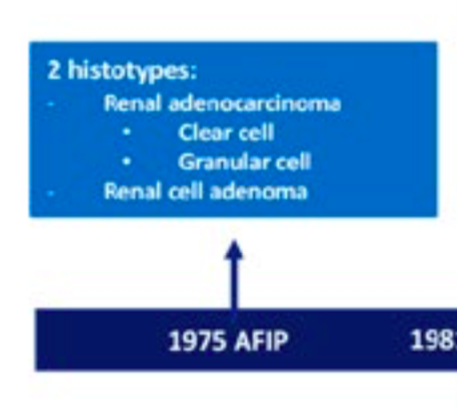 2 histotypes:
- Renal adenocarcinoma
• Clear cell
• Granular cell
- Renal cell adenoma
1975 AFIP